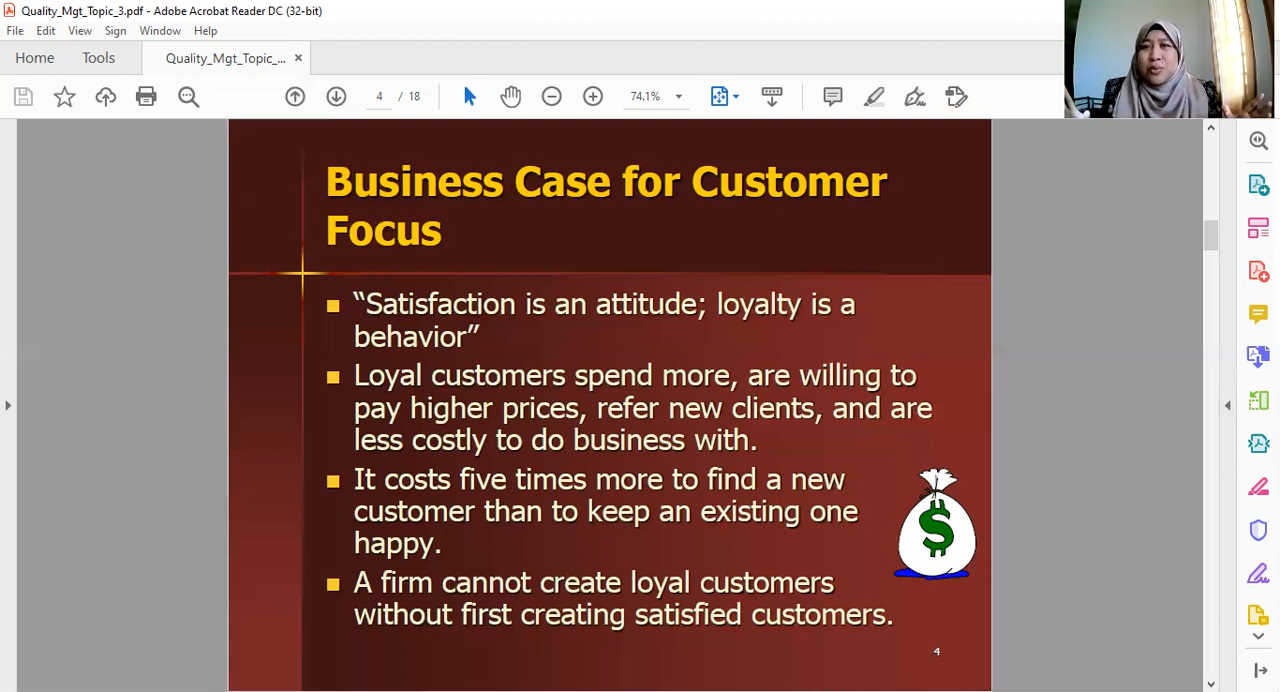 Quality_Mgt_Topic_3.pdf - Adobe Acrobat Reader DC (32-bit)
File Edit View Sign Window Help
Home Tools Quality_Mgt_Topic_... ×
4 / 18 74.1%
Business Case for Customer
Focus
“Satisfaction is an attitude; loyalty is a
behavior”
Loyal customers spend more, are willing to
pay higher prices, refer new clients, and are
less costly to do business with.
It costs five times more to find a new
customer than to keep an existing one
happy.
$
A firm cannot create loyal customers
without first creating satisfied customers.
4